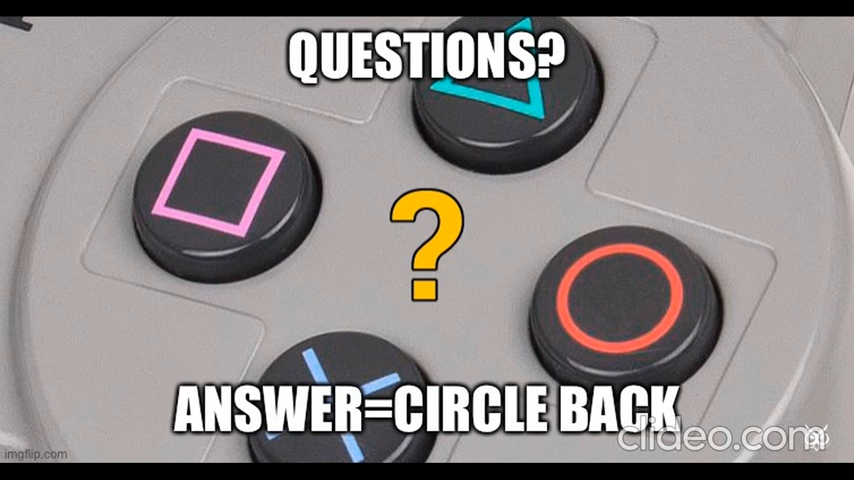 QUESTIONS?
?
ANSWER=CIRCLE BACK
clideo.com
imgflip.com